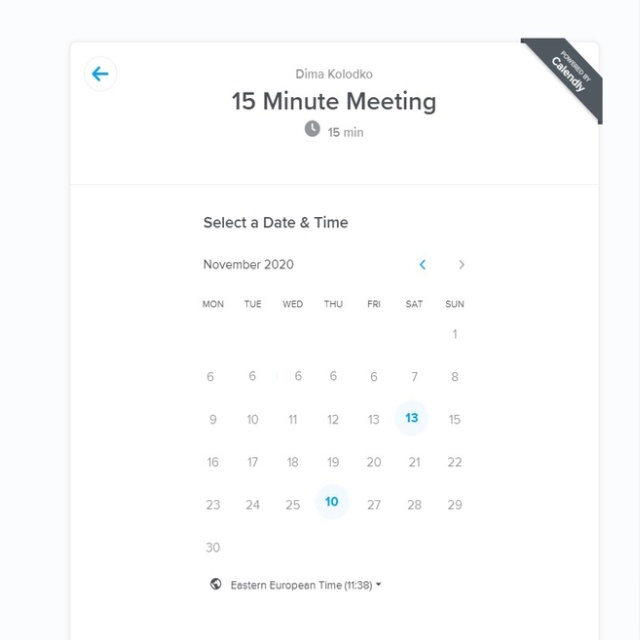 POWERED BY
Calendly
Dima Kolodko
15 Minute Meeting
15 min
Select a Date & Time
November 2020
MON TUE WED THU FRI SAT SUN
1
6 6 6 6 6 7 8
9 10 11 12 13 13 15
16 17 18 19 20 21 22
23 24 25 10 27 28 29
30
Eastern European Time (11:38)